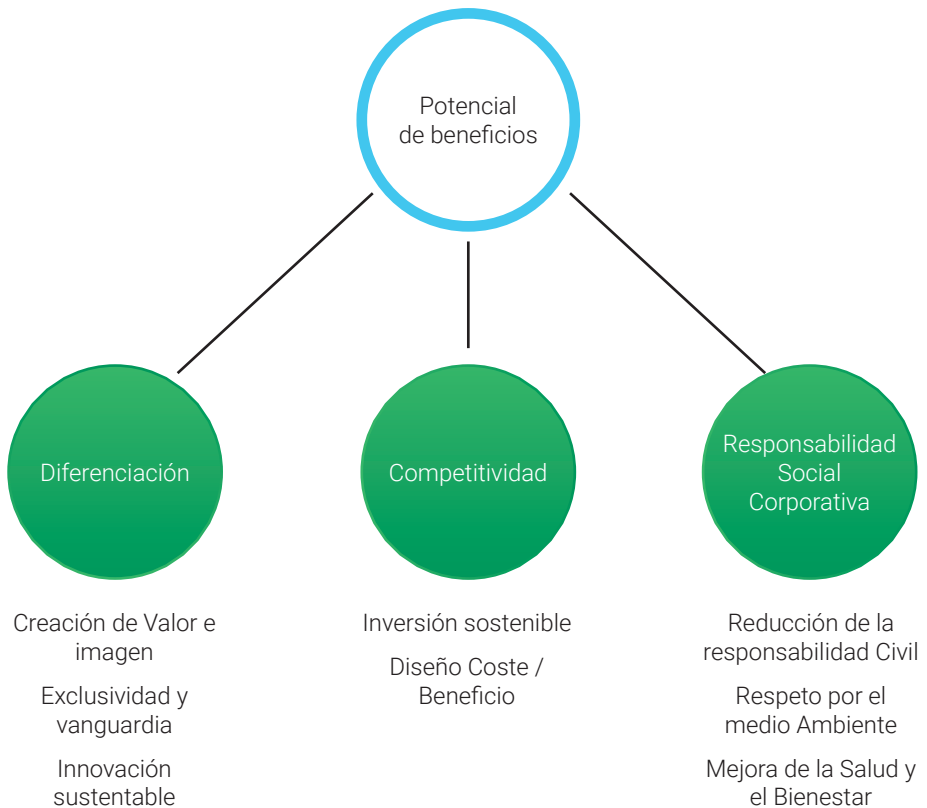 Potencial
de beneficios
Diferenciación
Competitividad
Responsabilidad
Social
Corporativa
Creación de Valor e
imagen
Exclusividad y
vanguardia
Innovación
sustentable
Inversión sostenible
Diseño Coste /
Beneficio
Reducción de la
responsabilidad Civil
Respeto por el
medio Ambiente
Mejora de la Salud y
el Bienestar